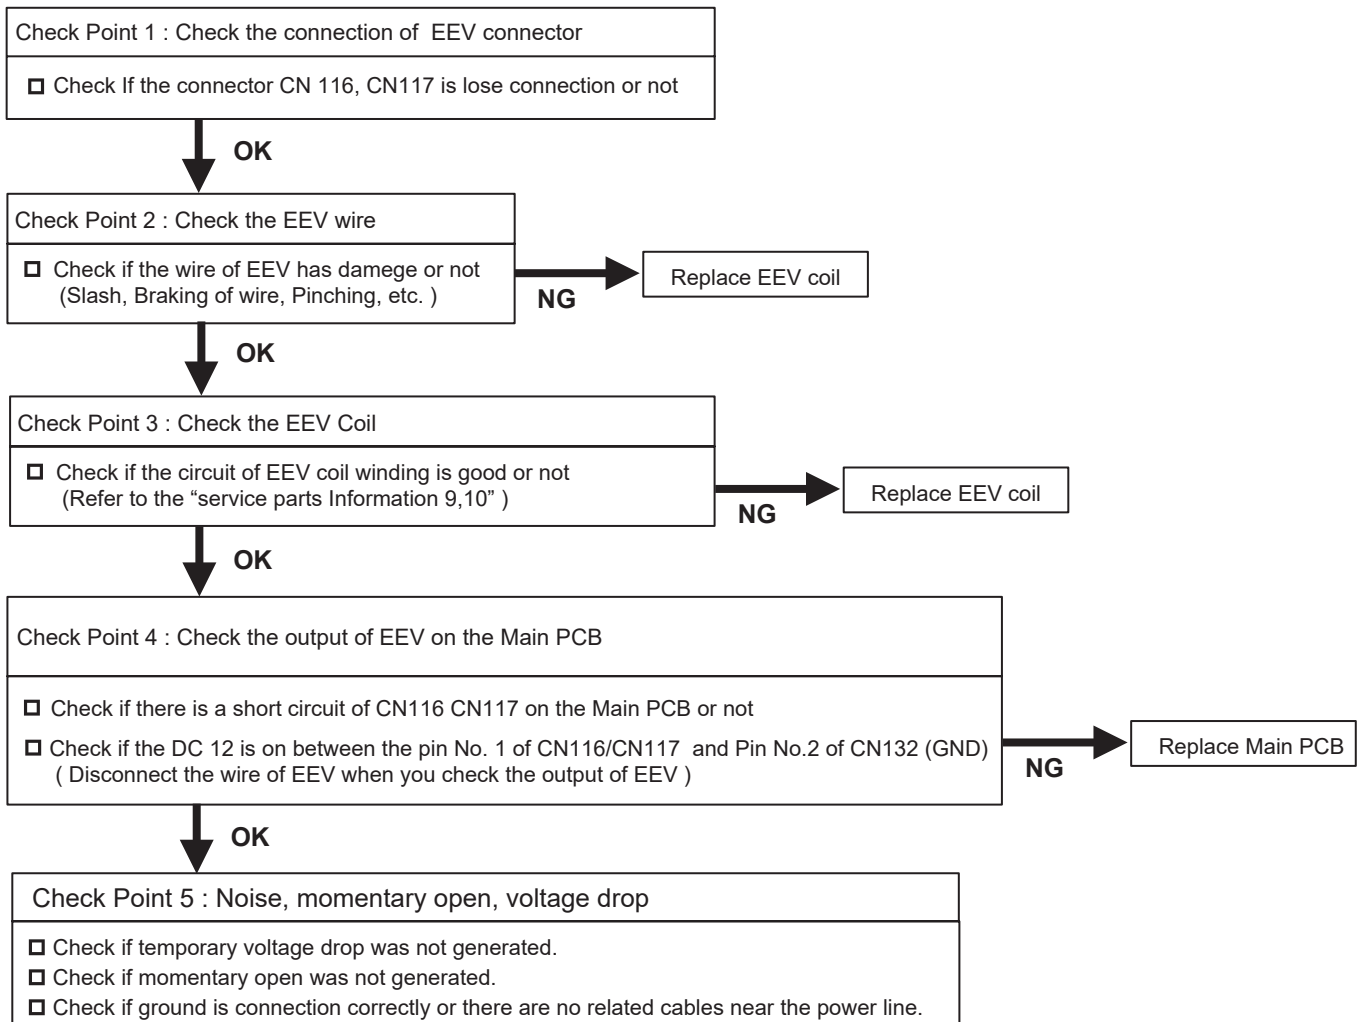 Check Point 1 : Check the connection of  EEV connector
Check If the connector CN 116, CN117 is lose connection or not
OK
Check Point 2 : Check the EEV wire
Check if the wire of EEV has damege or not
(Slash, Braking of wire, Pinching, etc. )
NG
Replace EEV coil
OK
Check Point 3 : Check the EEV Coil
Check if the circuit of EEV coil winding is good or not
(Refer to the “service parts Information 9,10” )
NG
Replace EEV coil
OK
Check Point 4 : Check the output of EEV on the Main PCB
Check if there is a short circuit of CN116 CN117 on the Main PCB or not
Check if the DC 12 is on between the pin No. 1 of CN116/CN117  and Pin No.2 of CN132 (GND)
( Disconnect the wire of EEV when you check the output of EEV )
NG
Replace Main PCB
OK
Check Point 5 : Noise, momentary open, voltage drop
Check if temporary voltage drop was not generated.
Check if momentary open was not generated.
Check if ground is connection correctly or there are no related cables near the power line.